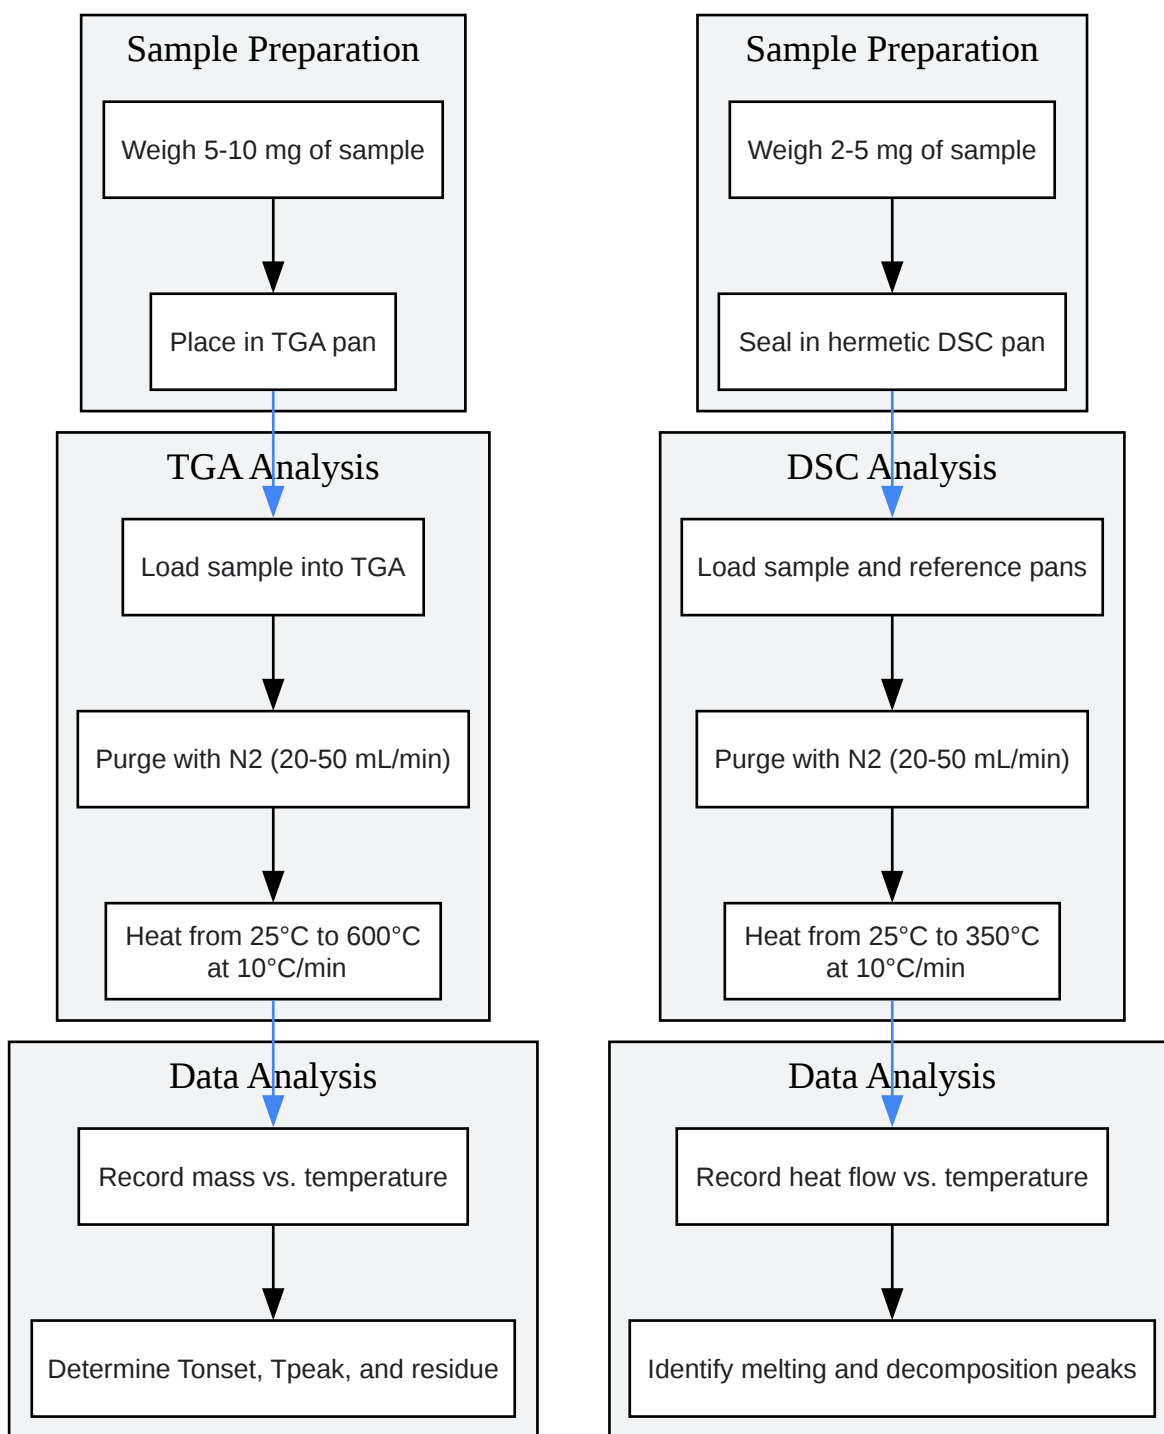 Sample Preparation
Weigh 5-10 mg of sample
Place in TGA pan
TGA Analysis
Load sample into TGA
Purge with N2 (20-50 mL/min)
Heat from 25°C to 600°C
at 10°C/min
Data Analysis
Record mass vs. temperature
Determine Tonset, Tpeak, and residue
Sample Preparation
Weigh 2-5 mg of sample
Seal in hermetic DSC pan
DSC Analysis
Load sample and reference pans
Purge with N2 (20-50 mL/min)
Heat from 25°C to 350°C
at 10°C/min
Data Analysis
Record heat flow vs. temperature
Identify melting and decomposition peaks